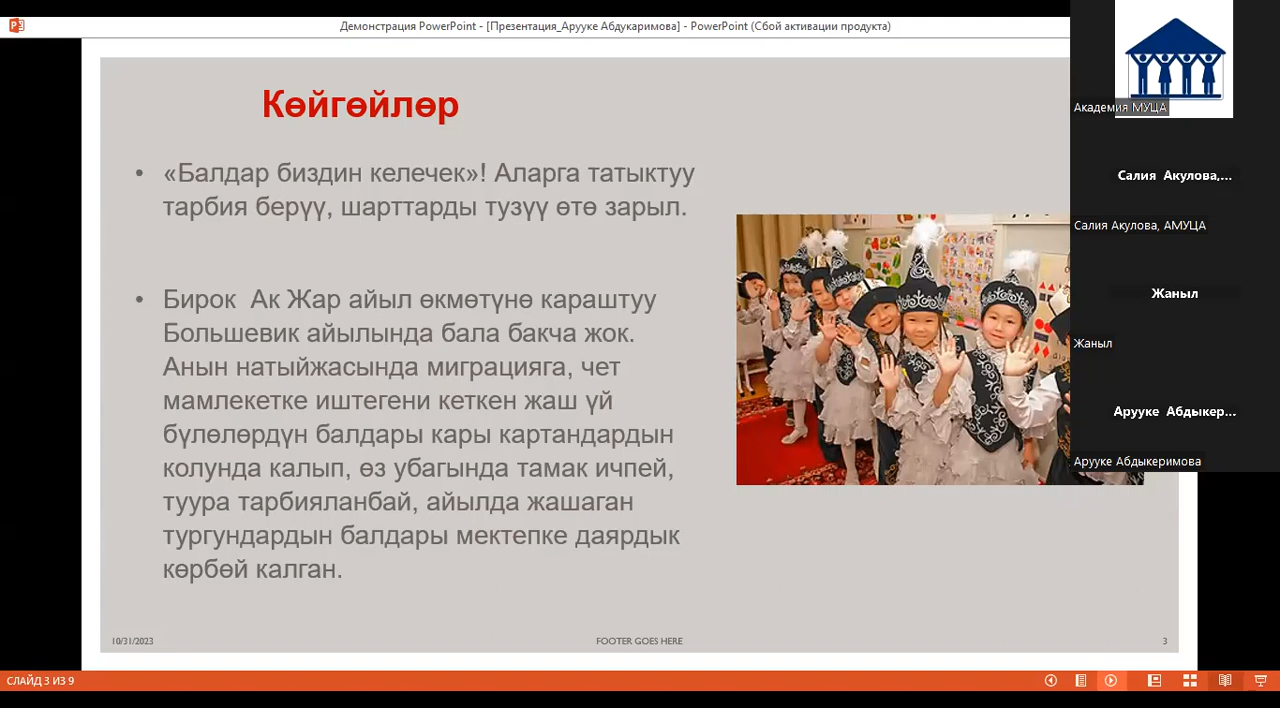 Демонстрация PowerPoint - [Презентация_Арууке Абдукаримова] - PowerPoint (Сбой активации продукта)
Көйгөйлөр
• «Балдар биздин келечек»! Аларга татыктуу
тарбия берүү, шарттарды тузүү өтө зарыл.
• Бирок Ак Жар айыл өкмөтүнө караштуу
Большевик айылында бала бакча жок.
Анын натыйжасында миграцияга, чет
мамлекетке иштегени кеткен жаш үй
бүлөлөрдүн балдары кары картандардын
колунда калып, өз убагында тамак ичпей,
туура тарбияланбай, айылда жашаган
тургундардын балдары мектепке даярдык
көрбөй калган.
10/31/2023
FOOTER GOES HERE
3
СЛАЙД 3 ИЗ 9
Академия МУЦА
Салия Акулова,...
Салия Акулова, АМУЦА
Жаныл
Жаныл
Арууке Абдыкер...
Арууке Абдыкеримова